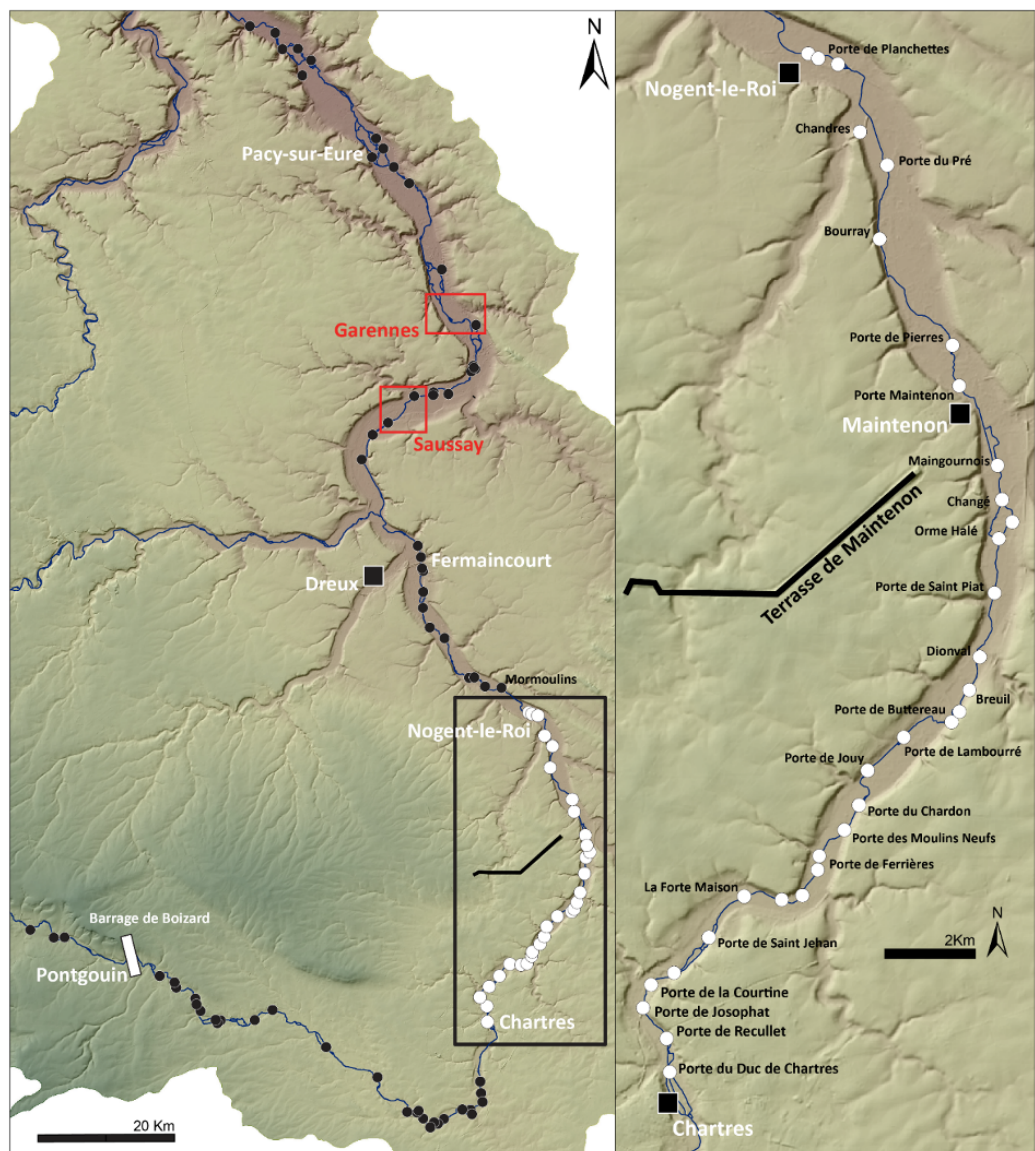 N
Pacy-sur-Eure
Garennes
Saussay
Fermaincourt
Dreux
Mormoulins
Nogent-le-Roi
Barrage de Boizard
Pontgouin
Chartres
20 Km
Porte de Planchettes
Nogent-le-Roi
Chandres
Porte du Pré
Bourray
Porte de Pierres
Porte Maintenon
Maintenon
Maingournois
Changé
Orme Halé
Terrasse de Maintenon
Porte de Saint Piat
Dionval
Breuil
Porte de Buttereau
Porte de Lambourré
Porte de Jouy
Porte du Chardon
Porte des Moulins Neufs
Porte de Ferrières
La Forte Maison
N
2Km
Porte de Saint Jehan
Porte de la Courtine
Porte de Josophat
Porte de Recullet
Porte du Duc de Chartres
Chartres